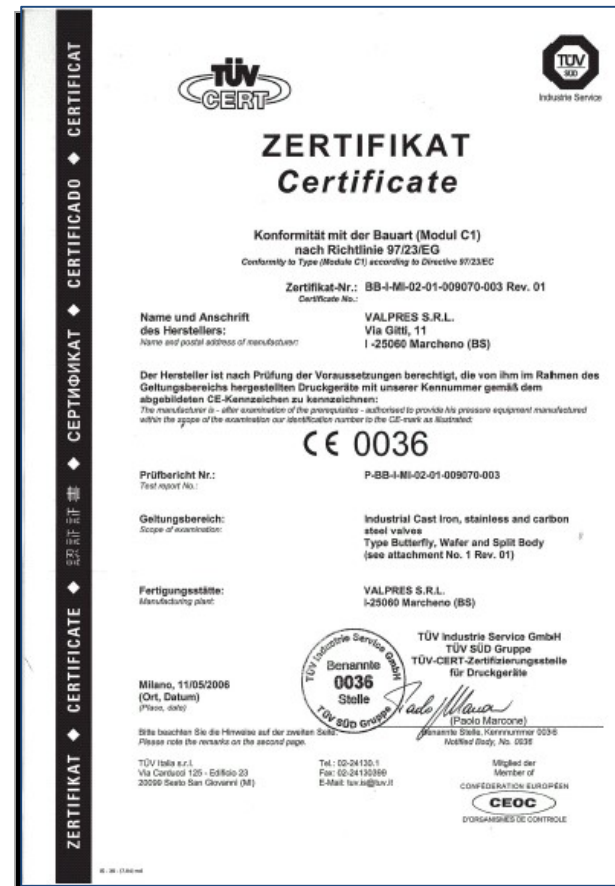 ZERTIFIKAT ◆ CERTIFICATE ◆ 認証証書 ◆ СЕРТИФИКАТ ◆ CERTIFICADO ◆ CERTIFICAT
TÜV
CERT
TÜV
SÜD
Industrie Service
ZERTIFIKAT
Certificate
Konformität mit der Bauart (Modul C1)
nach Richtlinie 97/23/EG
Conformity to Type (Module C1) according to Directive 97/23/EC
Zertifikat-Nr.: BB-I-MI-02-01-009070-003 Rev. 01
Certificate No.:
Name und Anschrift VALPRES S.R.L.
des Herstellers: Via Gitti, 11
Name and postal address of manufacturer: I -25060 Marcheno (BS)
Der Hersteller ist nach Prüfung der Voraussetzungen berechtigt, die von ihm im Rahmen des
Geltungsbereichs hergestellten Druckgeräte mit unserer Kennummer gemäß dem
abgebildeten CE-Kennzeichen zu kennzeichnen:
The manufacturer is - after examination of the prerequisites - authorised to provide his pressure equipment manufactured
within the scope of the examination our identification number to the CE-mark as illustrated:
CE 0036
Prüfbericht Nr.: P-BB-I-MI-02-01-009070-003
Test report No.:
Geltungsbereich: Industrial Cast Iron, stainless and carbon
Scope of examination: steel valves
Type Butterfly, Wafer and Split Body
(see attachment No. 1 Rev. 01)
Fertigungsstätte: VALPRES S.R.L.
Manufacturing plant: I-25060 Marcheno (BS)
TÜV Industrie Service GmbH
TÜV SÜD Gruppe
TÜV-CERT-Zertifizierungsstelle
für Druckgeräte
TÜV Industrie Service GmbH
Benannte
0036
Stelle
TÜV SÜD Gruppe
Milano, 11/05/2006
(Ort, Datum)
(Place, date)
(Paolo Marcone)
Bitte beachten Sie die Hinweise auf der zweiten Seite. Benannte Stelle, Kennnummer 0036
Please note the remarks on the second page. Notified Body, No. 0036
TÜV Italia s.r.l. Tel.: 02-24130.1 Mitglied der
Via Carducci 125 - Edificio 23 Fax: 02-24130399 Member of
20099 Sesto San Giovanni (MI) E-Mail: tuv.is@tuv.it
CONFÉDÉRATION EUROPÉEN
CEOC
D'ORGANISMES DE CONTROLE